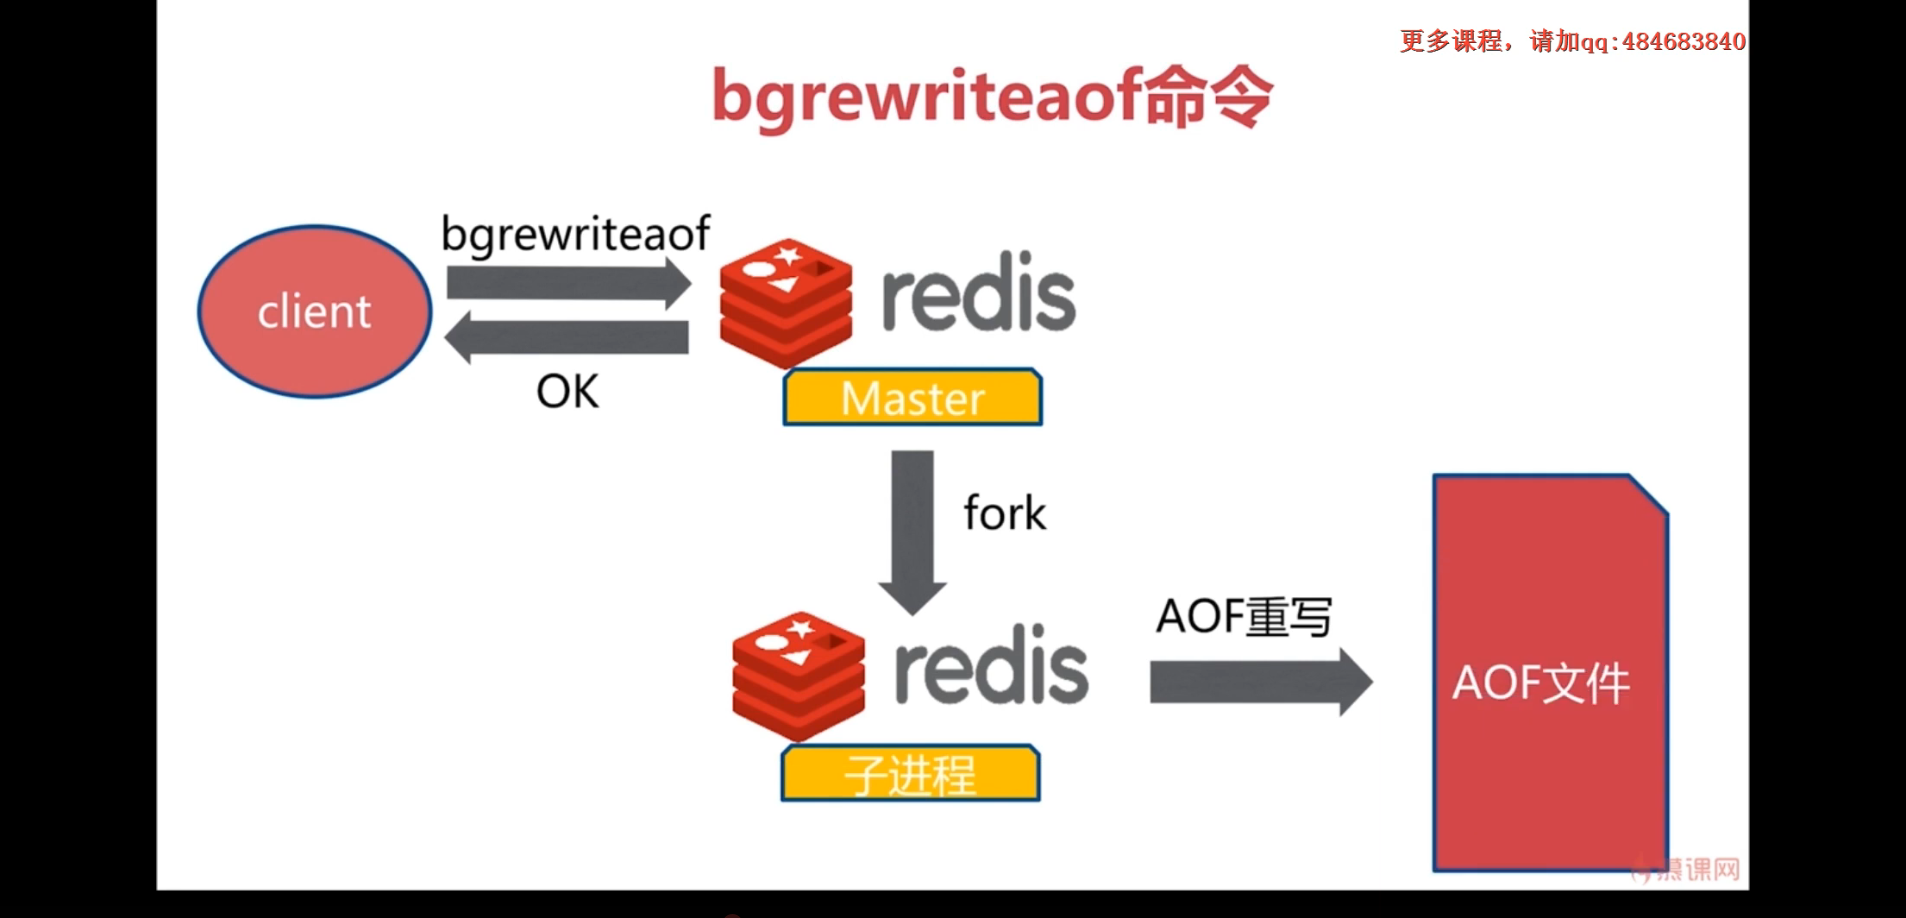 更多课程，请加qq:484683840
bgrewriteaof命令
bgrewriteaof
client
redis
OK
Master
fork
AOF重写
redis
AOF文件
子进程
慕课网